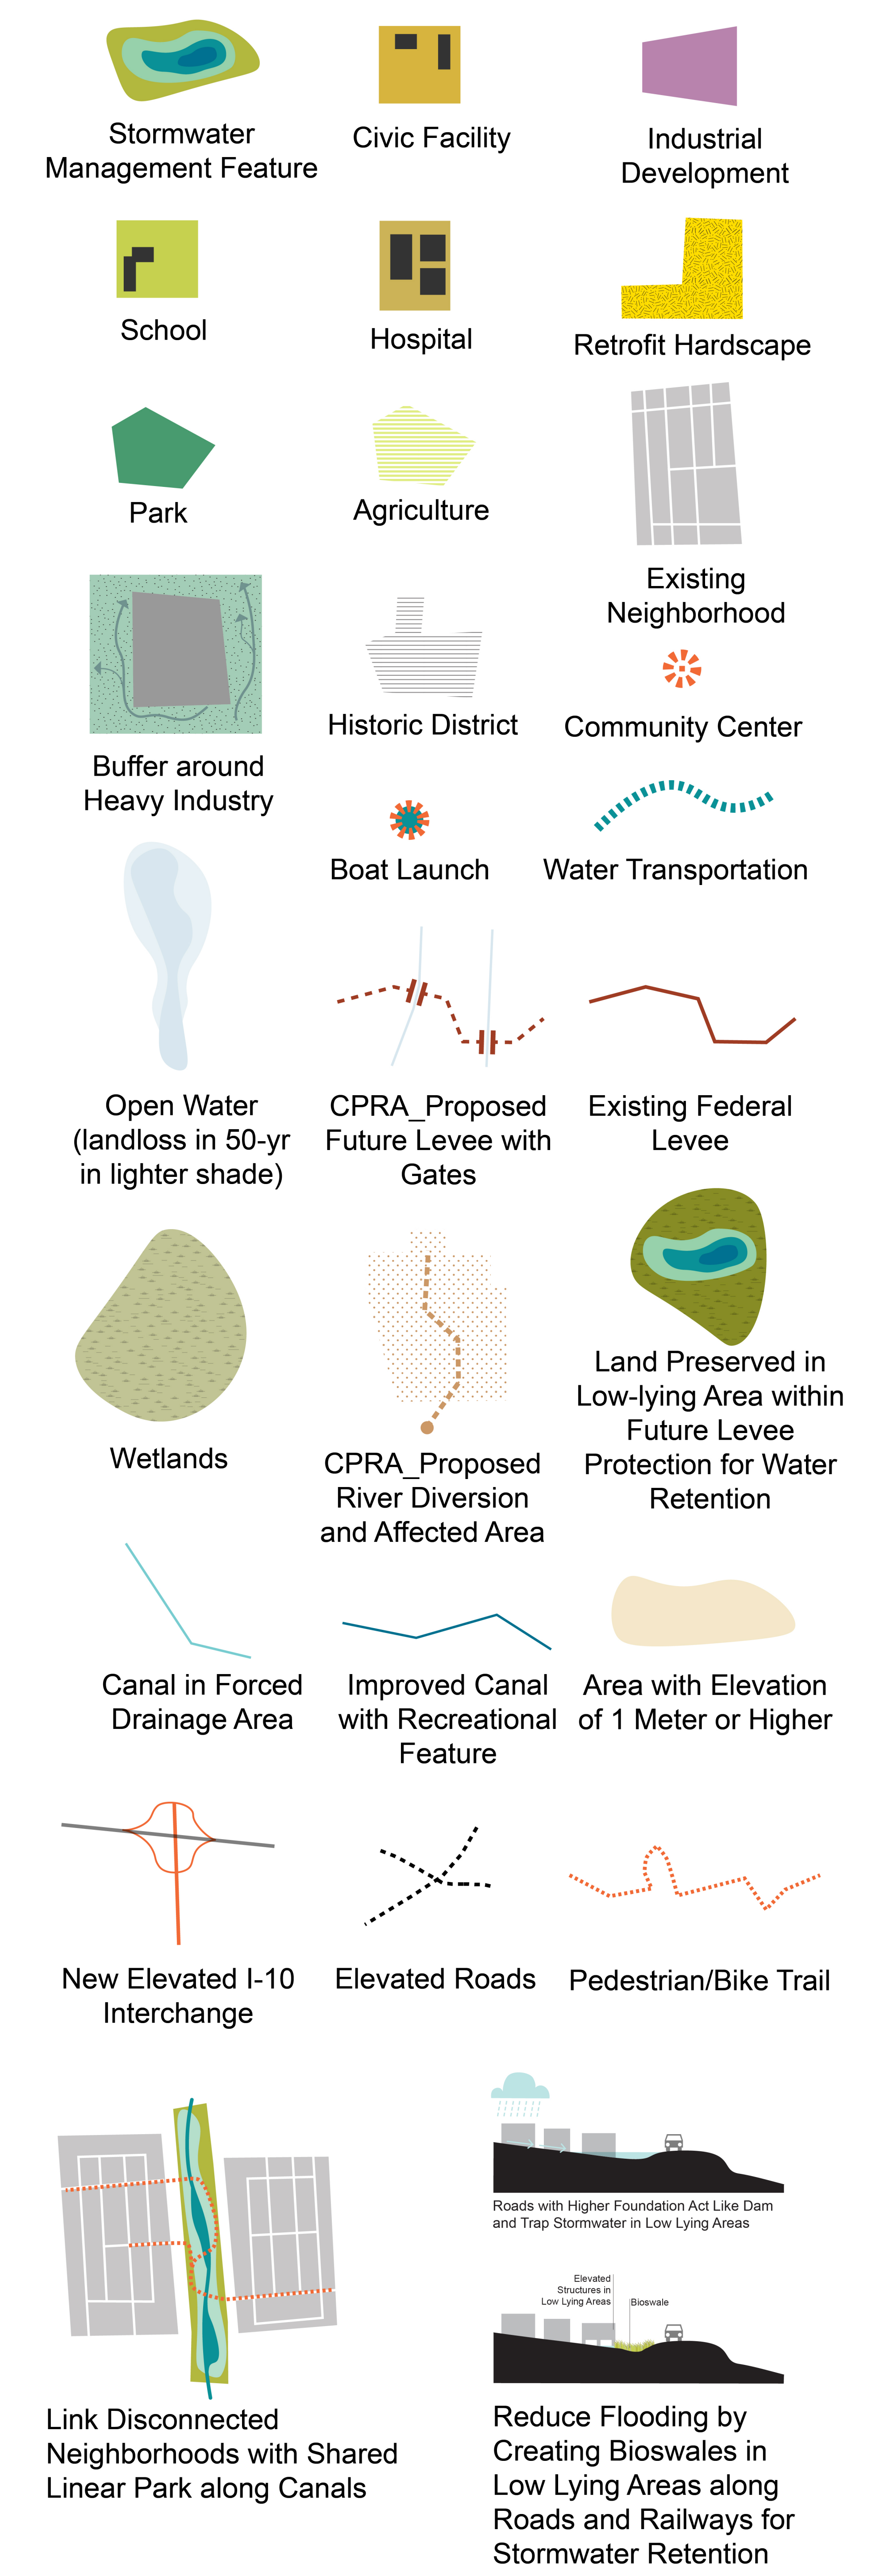 Stormwater
Management Feature
Civic Facility
Industrial
Development
School
Hospital
Retrofit Hardscape
Park
Agriculture
Existing
Neighborhood
Buffer around
Heavy Industry
Historic District
Community Center
Boat Launch
Water Transportation
Open Water
(landloss in 50-yr
in lighter shade)
CPRA_Proposed
Future Levee with
Gates
Existing Federal
Levee
Wetlands
CPRA_Proposed
River Diversion
and Affected Area
Land Preserved in
Low-lying Area within
Future Levee
Protection for Water
Retention
Canal in Forced
Drainage Area
Improved Canal
with Recreational
Feature
Area with Elevation
of 1 Meter or Higher
New Elevated I-10
Interchange
Elevated Roads
Pedestrian/Bike Trail
Link Disconnected
Neighborhoods with Shared
Linear Park along Canals
Roads with Higher Foundation Act Like Dam
and Trap Stormwater in Low Lying Areas
Elevated
Structures in
Low Lying Areas
Bioswale
Reduce Flooding by
Creating Bioswales in
Low Lying Areas along
Roads and Railways for
Stormwater Retention